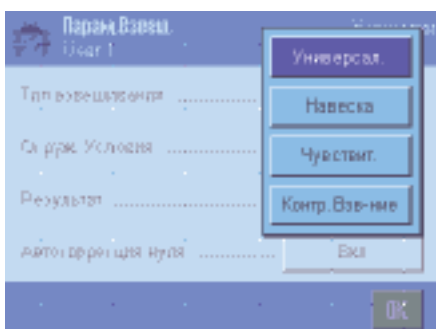 Парам.Взвеш.
User 1
Универсал.
Тип взвешивания
Навеска
Окруж. Условия
Чувствит.
Результат
Контр.Взв-ние
Автокоррекция нуля
Вкл
OK